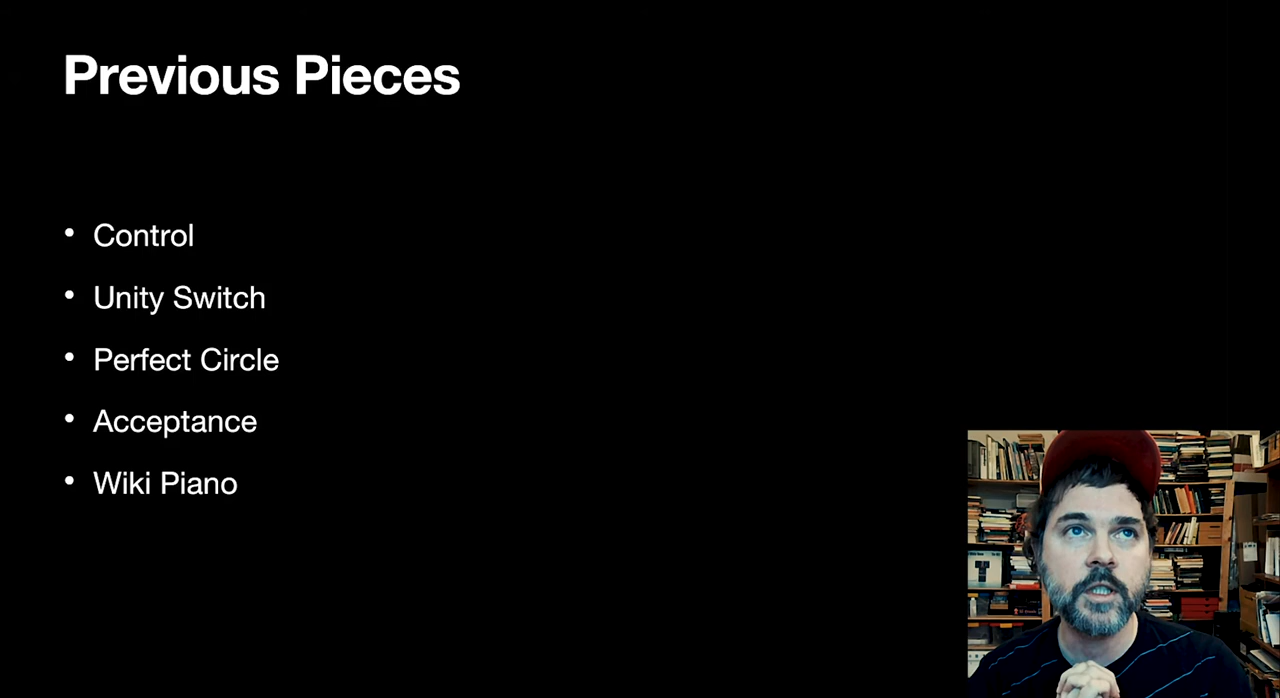 Previous Pieces
• Control
• Unity Switch
• Perfect Circle
• Acceptance
• Wiki Piano